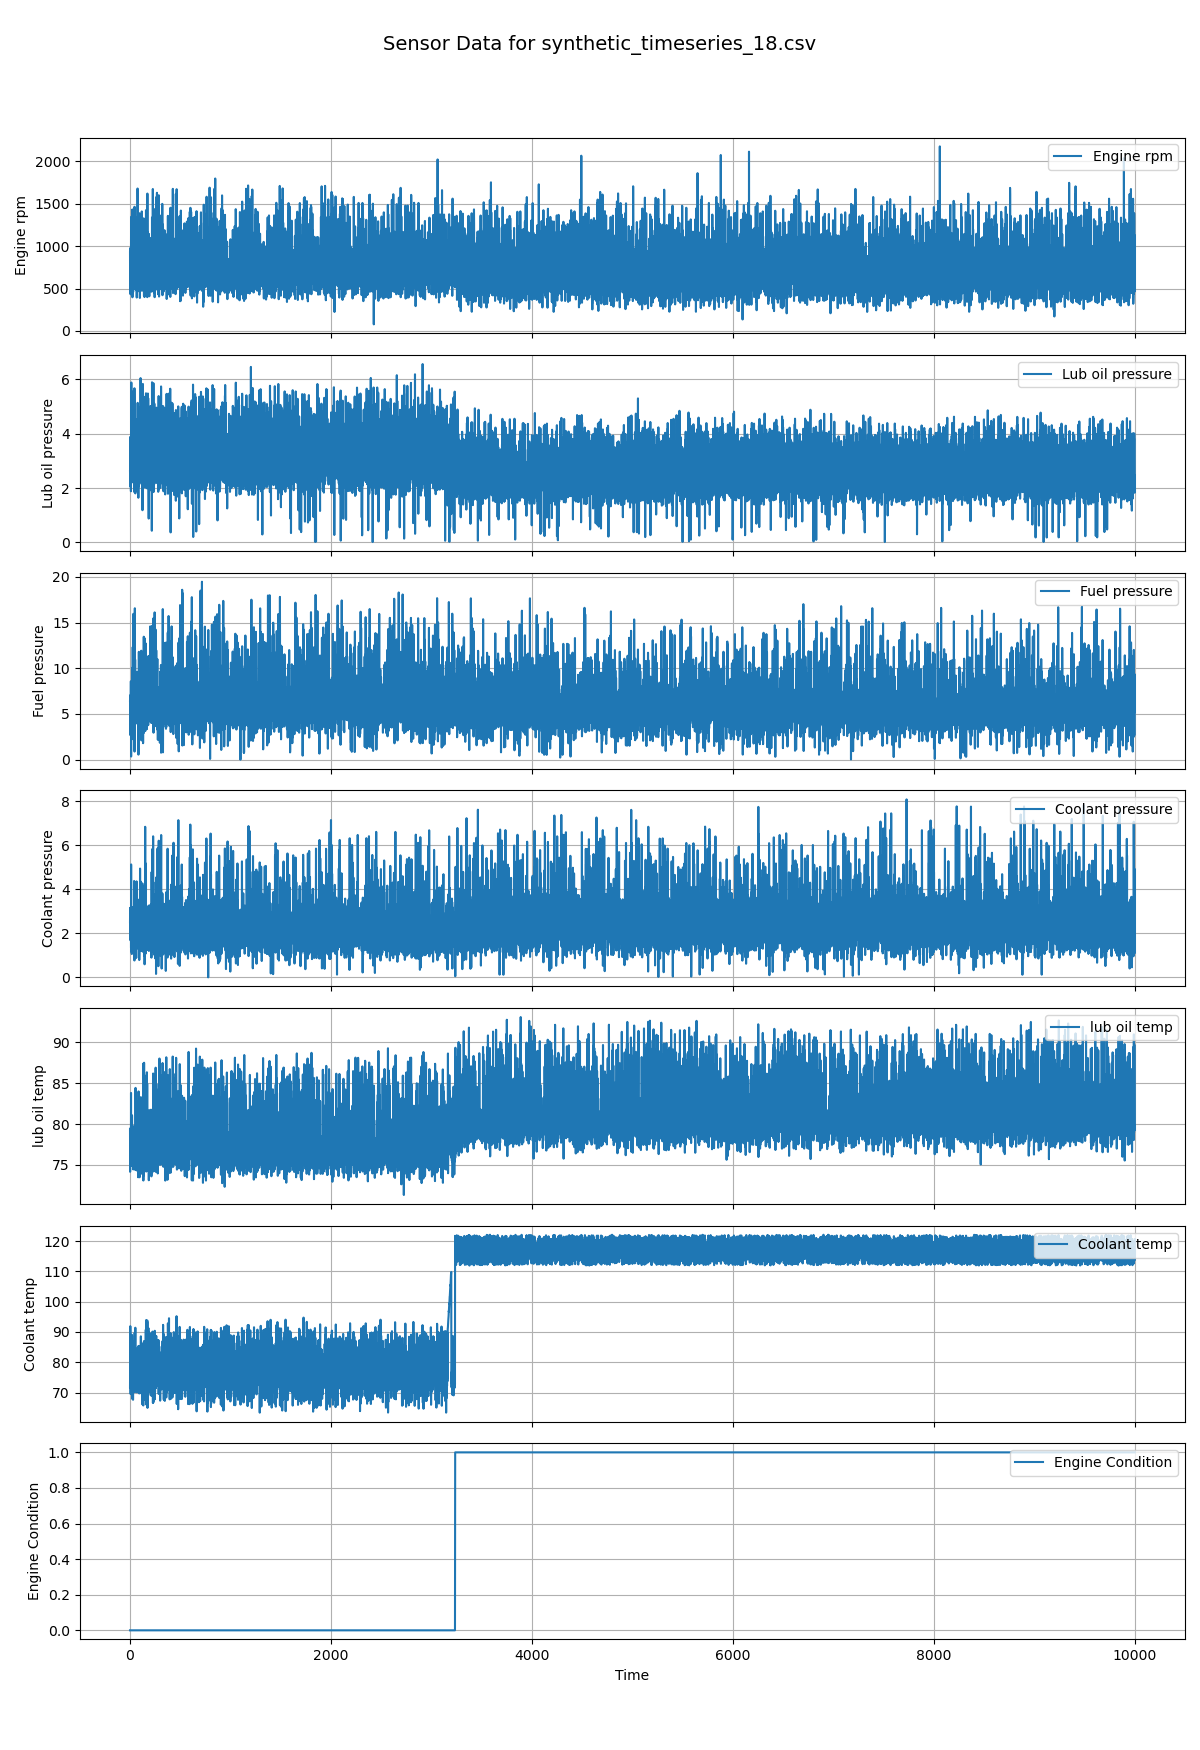 Sensor Data for synthetic_timeseries_18.csv
Engine rpm
2000
1500
1000
500
0
Engine rpm
Lub oil pressure
6
4
2
0
Lub oil pressure
Fuel pressure
20
15
10
5
0
Fuel pressure
Coolant pressure
8
6
4
2
0
Coolant pressure
lub oil temp
90
85
80
75
lub oil temp
Coolant temp
120
110
100
90
80
70
Coolant temp
Engine Condition
1.0
0.8
0.6
0.4
0.2
0.0
Engine Condition
0 2000 4000 6000 8000 10000
Time